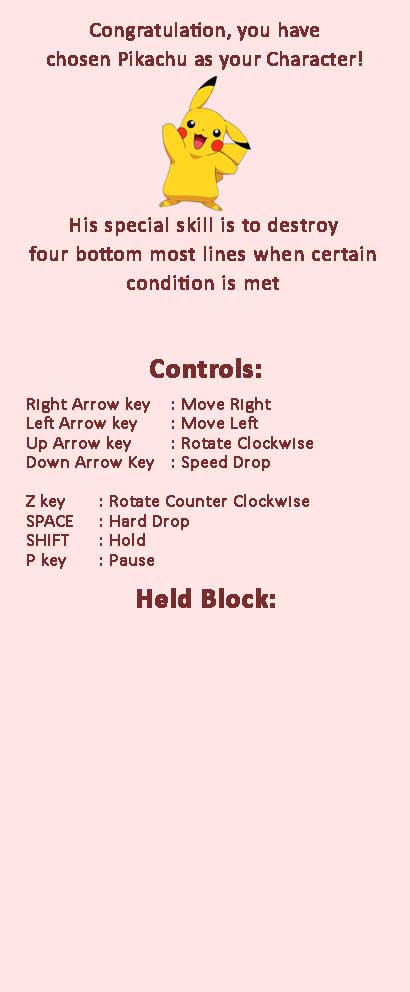 Congratulation, you have
chosen Pikachu as your Character!
His special skill is to destroy
four bottom most lines when certain
condition is met
Controls:
Right Arrow key : Move Right
Left Arrow key : Move Left
Up Arrow key : Rotate Clockwise
Down Arrow Key : Speed Drop
Z key : Rotate Counter Clockwise
SPACE : Hard Drop
SHIFT : Hold
P key : Pause
Held Block: